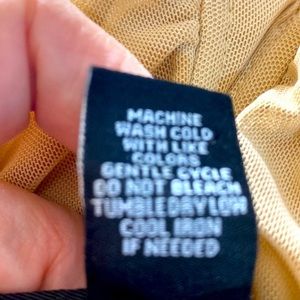 MACHINE
WASH COLD
WITH LIKE
COLORS
GENTLE CYCLE
DO NOT BLEACH
TUMBLE DRY LOW
COOL IRON
IF NEEDED